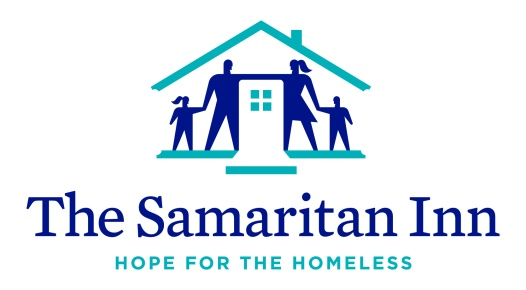 The Samaritan Inn
HOPE FOR THE HOMELESS